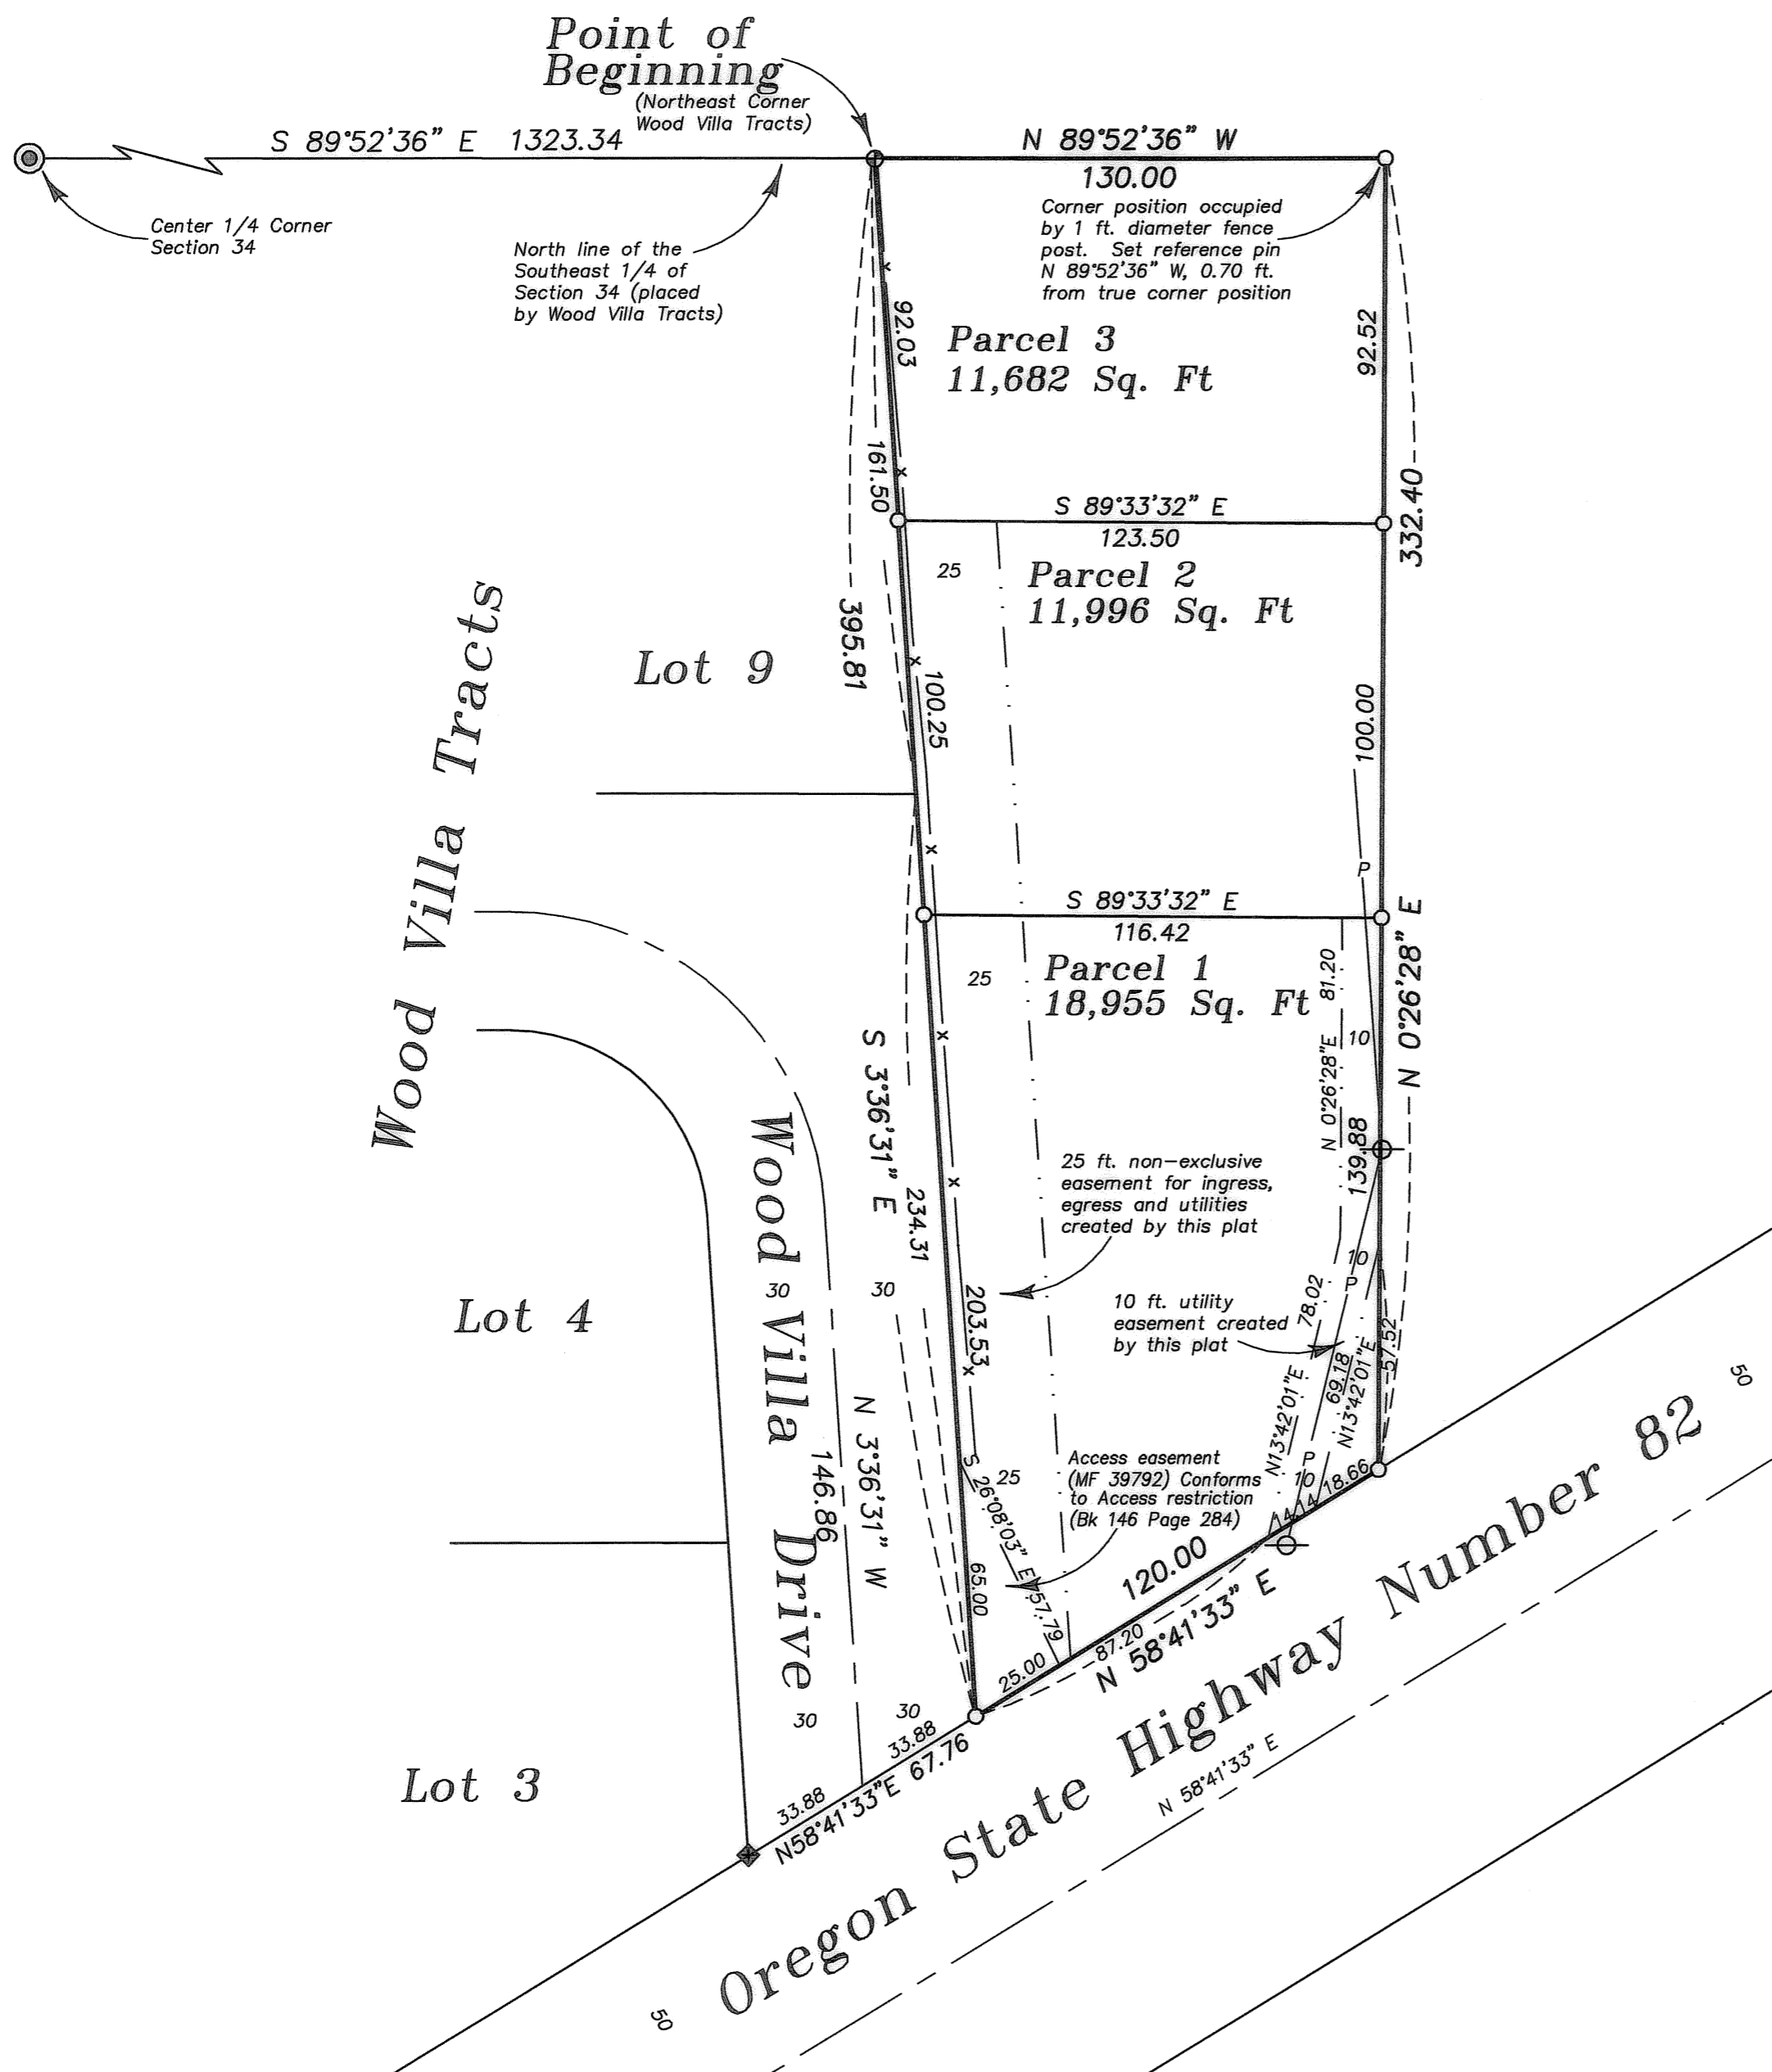 Point of
Beginning
(Northeast Corner
Wood Villa Tracts)
S 89°52'36" E 1323.34
N 89°52'36" W
130.00
Center 1/4 Corner
Section 34
North line of the
Southeast 1/4 of
Section 34 (placed
by Wood Villa Tracts)
Corner position occupied
by 1 ft. diameter fence
post. Set reference pin
N 89°52'36" W, 0.70 ft.
from true corner position
92.03
92.52
Parcel 3
11,682 Sq. Ft
161.50
332.40
S 89°33'32" E
123.50
25
Parcel 2
11,996 Sq. Ft
395.81
Lot 9
100.25
100.00
Wood Villa Tracts
P
S 89°33'32" E
116.42
N 0°26'28" E
Parcel 1
18,955 Sq. Ft
25
81.20
N 0°26'28"E
10
S 3°36'31" E
234.31
139.88
25 ft. non-exclusive
easement for ingress,
egress and utilities
created by this plat
Wood Villa Drive
30
30
203.53
10
P
78.02
10 ft. utility
easement created
by this plat
57.52
Lot 4
69.18
N13°42'01"E
N13°42'01"E
N 3°36'31" W
146.86
Access easement
(MF 39792) Conforms
to Access restriction
(Bk 146 Page 284)
25
S 26°08'03" E
57.79
65.00
P
10
14.14
18.66
120.00
N 58°41'33" E
87.20
25.00
30
30
33.88
33.88
N58°41'33"E 67.76
Lot 3
50
Oregon State Highway Number 82
N 58°41'33" E
50